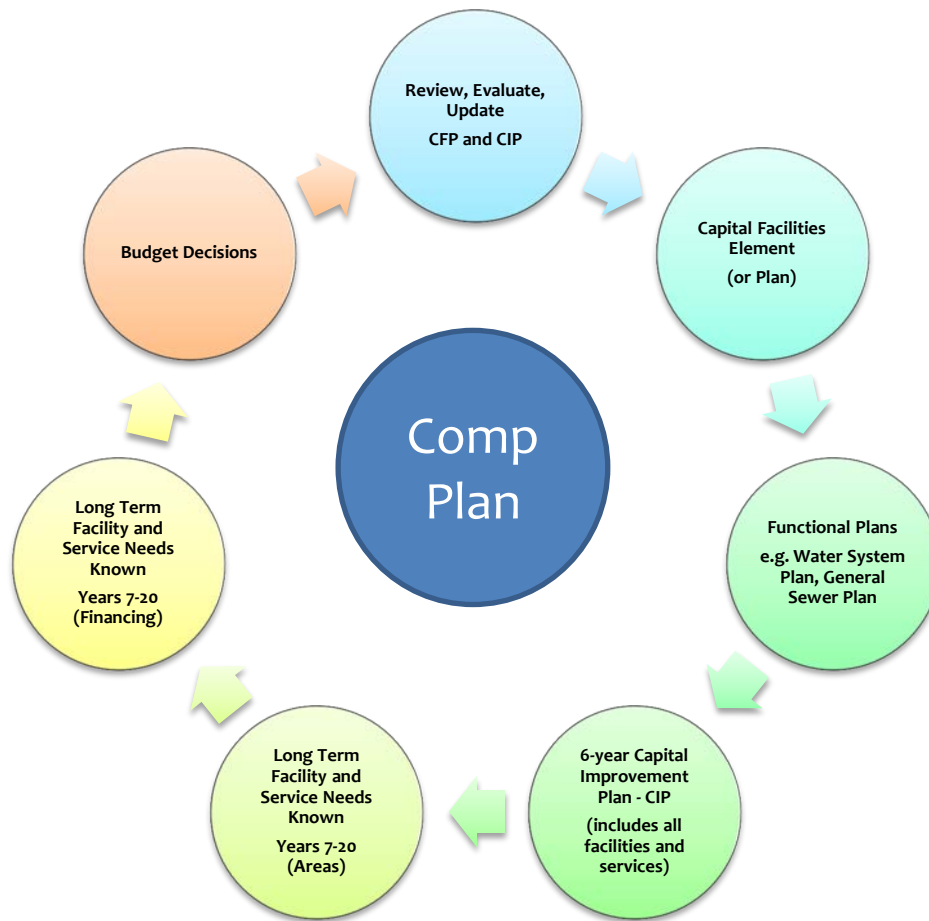 Review, Evaluate,
Update
CFP and CIP
Capital Facilities
Element
(or Plan)
Functional Plans
e.g. Water System
Plan, General
Sewer Plan
6-year Capital
Improvement
Plan - CIP
(includes all
facilities and
services)
Long Term
Facility and
Service Needs
Known
Years 7-20
(Areas)
Long Term
Facility and
Service Needs
Known
Years 7-20
(Financing)
Budget Decisions
Comp
Plan